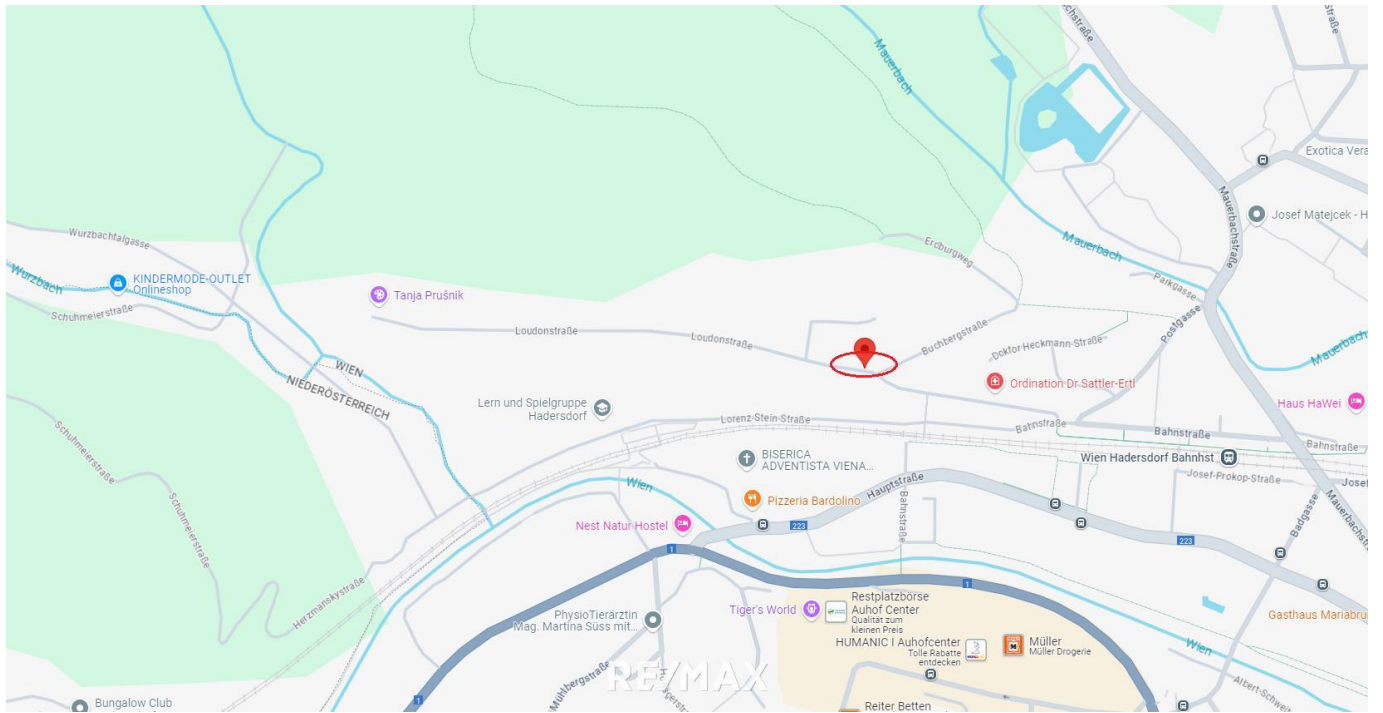 Mauerbach
Exotica Vera
Mauerbachstraße
Josef Matejcek - H
Wurzbachtalgasse
Ercburgweg
Mauerbach
Wurzbach
KINDERMODE-OUTLET
Onlineshop
Parkgasse
Schuhmeierstraße
Tanja Prušnik
Postgasse
Loudonstraße
Loudonstraße
Buchbergstraße
Doktor-Heckmann-Straße
Mauerbach
WIEN
NIEDERÖSTERREICH
Ordination Dr Sattler-Ertl
Lern und Spielgruppe
Hadersdorf
Haus HaWei
Lorenz-Stein-Straße
Bahnstraße
Bahnstraße
Bahnstraße
Schuhmeierstraße
BISERICA
ADVENTISTA VIENA...
Wien Hadersdorf Bahnhst
Hauptstraße
Josef-Prokop-Straße
Josef
Wien
Pizzeria Bardolino
Bahnstraße
Schuhmeierstraße
Nest Natur Hostel
223
Badgasse
Mauerbachstr
223
1
1
Herzmanskystraße
Restplatzbörse
Auhof Center
Qualität zum
kleinen Preis
Tiger's World
PhysioTierärztin
Mag. Martina Süss mit...
Gasthaus Mariabru
HUMANIC I Auhofcenter
Tolle Rabatte
entdecken
Müller
Müller Drogerie
Wien
Mühlbergstraße
RE/MAX
Albert-Schweit
1
Bungalow Club
Reiter Betten